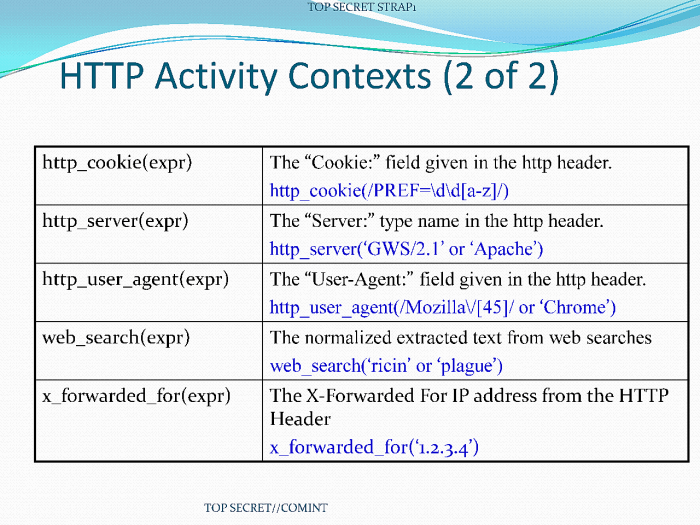 TOP SECRET STRAP1
HTTP Activity Contexts (2 of 2)
http_cookie(expr)
The “Cookie:” field given in the http header.
http_cookie(/PREF=\d\d[a-z]/)
http_server(expr)
The “Server:” type name in the http header.
http_server(‘GWS/2.1’ or ‘Apache’)
http_user_agent(expr)
The “User-Agent:” field given in the http header.
http_user_agent(/Mozilla\/[45]/ or ‘Chrome’)
web_search(expr)
The normalized extracted text from web searches
web_search(‘ricin’ or ‘plague’)
x_forwarded_for(expr)
The X-Forwarded For IP address from the HTTP
Header
x_forwarded_for(‘1.2.3.4’)
TOP SECRET//COMINT